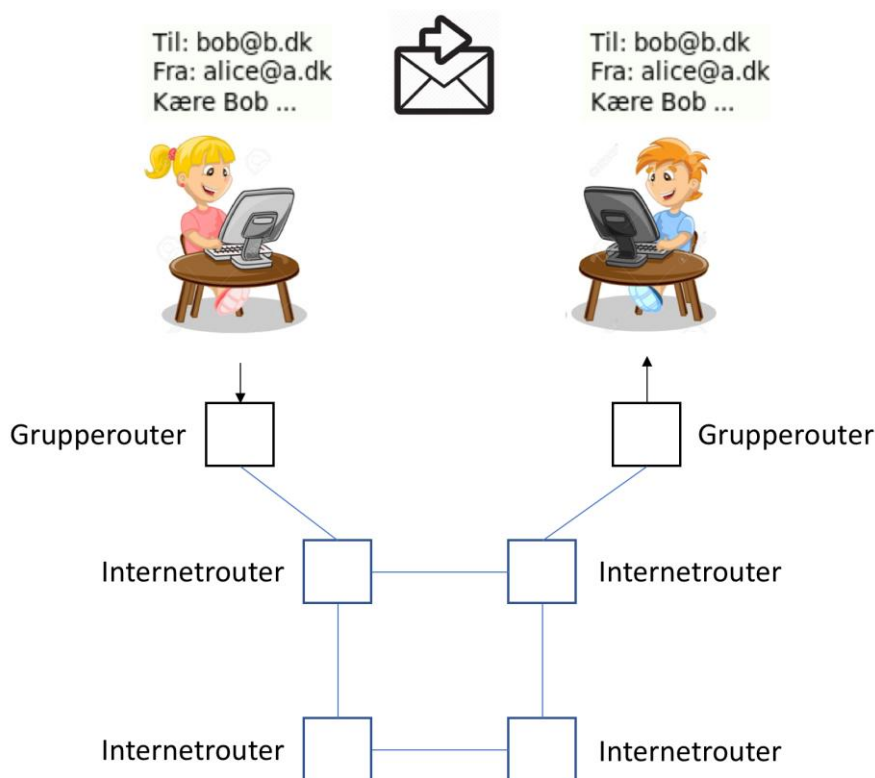 Til: bob@b.dk
Fra: alice@a.dk
Kære Bob ...
Til: bob@b.dk
Fra: alice@a.dk
Kære Bob ...
Grupperouter
Grupperouter
Internetrouter
Internetrouter
Internetrouter
Internetrouter